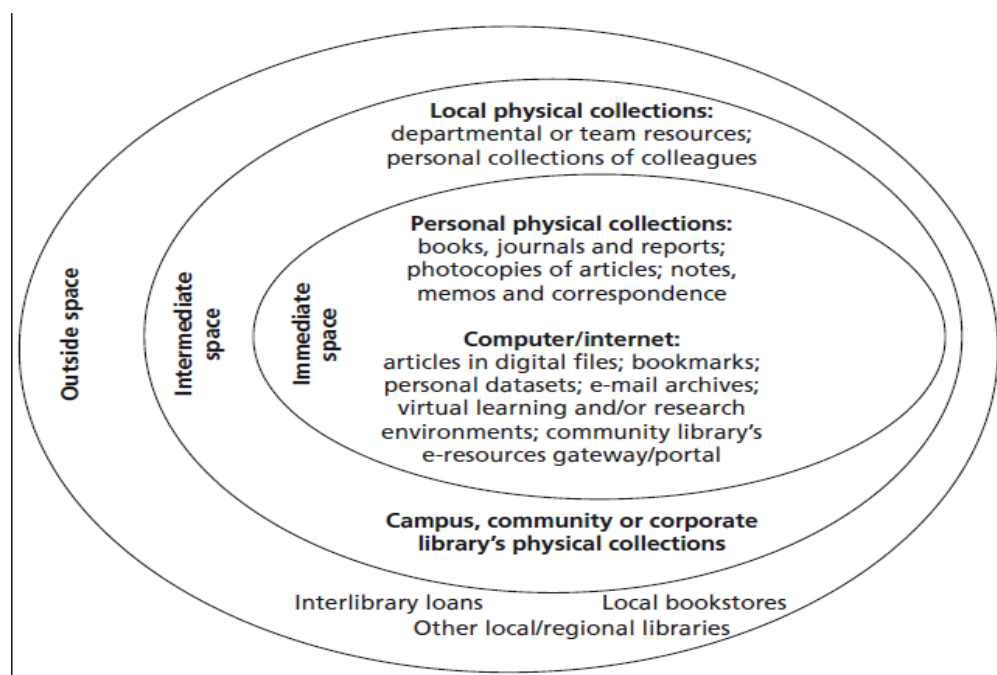 Local physical collections:
departmental or team resources;
personal collections of colleagues
Personal physical collections:
books, journals and reports;
photocopies of articles; notes,
memos and correspondence
Outside space
Intermediate
space
Immediate
space
Computer/internet:
articles in digital files; bookmarks;
personal datasets; e-mail archives;
virtual learning and/or research
environments; community library’s
e-resources gateway/portal
Campus, community or corporate
library’s physical collections
Interlibrary loans
Local bookstores
Other local/regional libraries